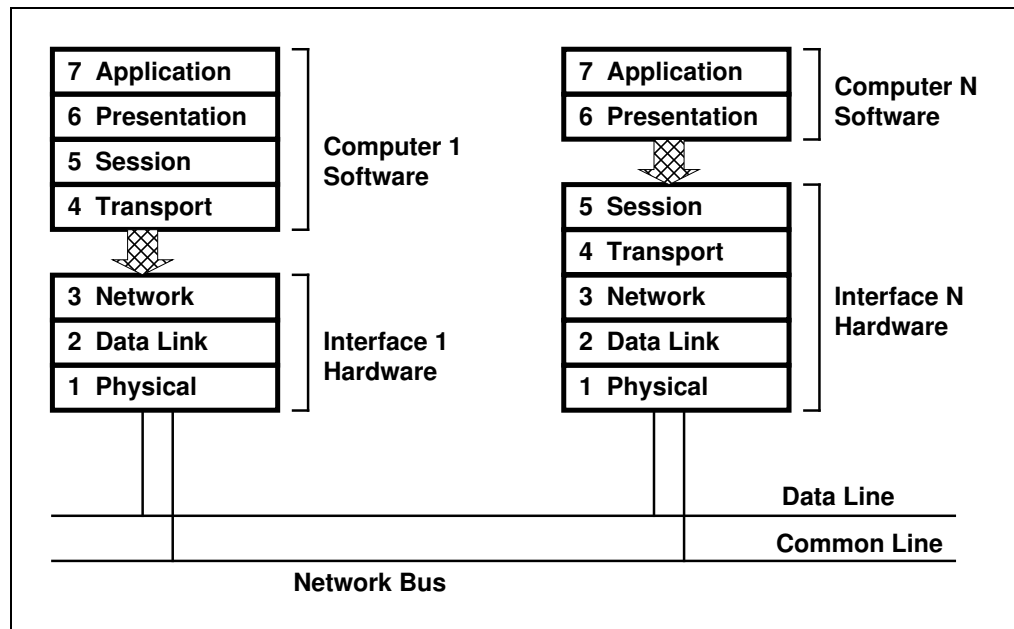 7 Application
6 Presentation
5 Session
4 Transport
Computer 1
Software
3 Network
2 Data Link
1 Physical
Interface 1
Hardware
7 Application
6 Presentation
Computer N
Software
5 Session
4 Transport
3 Network
2 Data Link
1 Physical
Interface N
Hardware
Data Line
Common Line
Network Bus